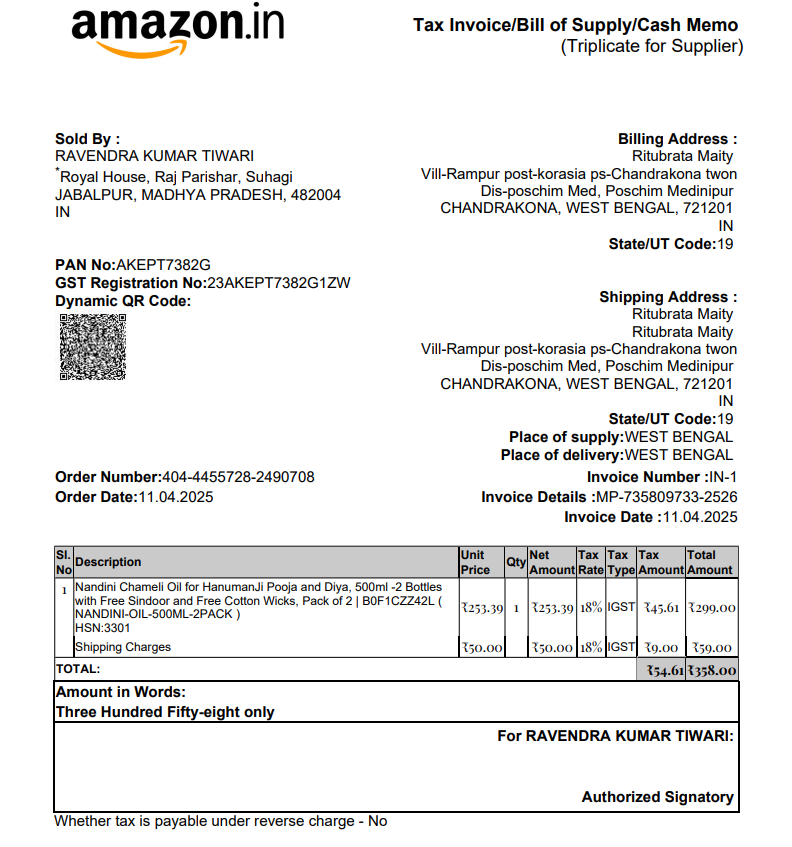 amazon.in
Tax Invoice/Bill of Supply/Cash Memo
(Triplicate for Supplier)
Sold By :
RAVENDRA KUMAR TIWARI
*Royal House, Raj Parishar, Suhagi
JABALPUR, MADHYA PRADESH, 482004
IN
PAN No:AKEPT7382G
GST Registration No:23AKEPT7382G1ZW
Dynamic QR Code:
Billing Address :
Ritubrata Maity
Vill-Rampur post-korasia ps-Chandrakona twon
Dis-poschim Med, Poschim Medinipur
CHANDRAKONA, WEST BENGAL, 721201
IN
State/UT Code:19
Shipping Address :
Ritubrata Maity
Ritubrata Maity
Vill-Rampur post-korasia ps-Chandrakona twon
Dis-poschim Med, Poschim Medinipur
CHANDRAKONA, WEST BENGAL, 721201
IN
State/UT Code:19
Place of supply:WEST BENGAL
Place of delivery:WEST BENGAL
Order Number:404-4455728-2490708
Order Date:11.04.2025
Invoice Number :IN-1
Invoice Details :MP-735809733-2526
Invoice Date :11.04.2025
Sl. No Description Unit Price Qty Net Amount Tax Rate Tax Type Tax Amount Total Amount
1 Nandini Chameli Oil for HanumanJi Pooja and Diya, 500ml -2 Bottles
with Free Sindoor and Free Cotton Wicks, Pack of 2 | B0F1CZZ42L (
NANDINI-OIL-500ML-2PACK )
HSN:3301
₹253.39 1 ₹253.39 18% IGST ₹45.61 ₹299.00
Shipping Charges ₹50.00 ₹50.00 18% IGST ₹9.00 ₹59.00
TOTAL: ₹54.61 ₹358.00
Amount in Words:
Three Hundred Fifty-eight only
For RAVENDRA KUMAR TIWARI:
Authorized Signatory
Whether tax is payable under reverse charge - No